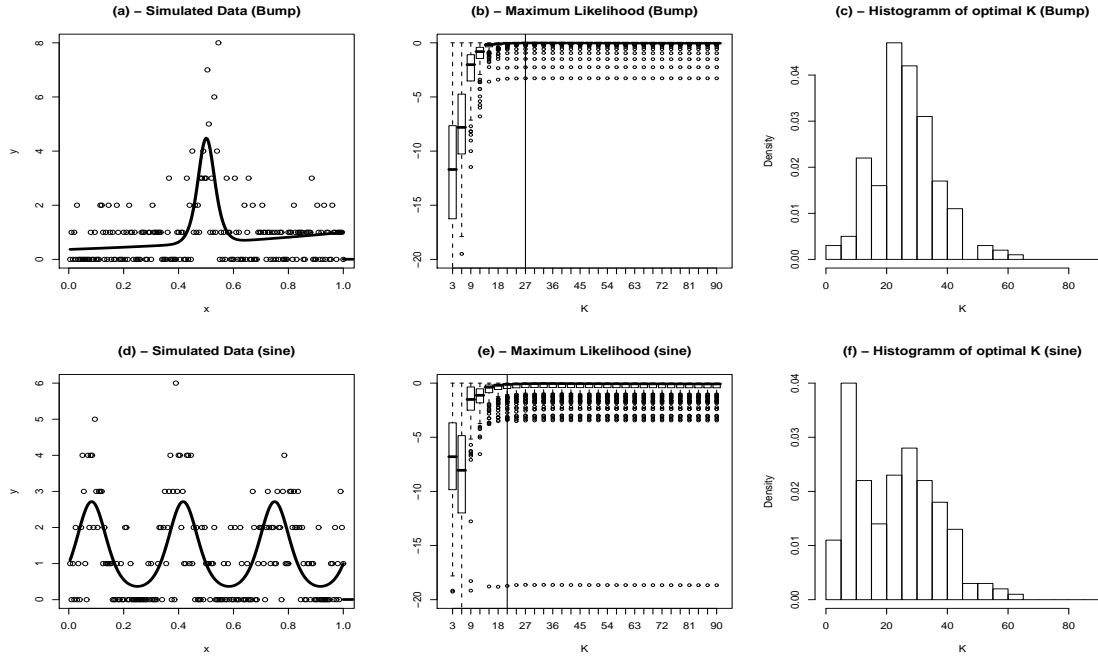 (a) − Simulated Data (Bump)
(b) − Maximum Likelihood (Bump)
(c) − Histogramm of optimal K (Bump)
y
8
6
4
2
0
0.0 0.2 0.4 0.6 0.8 1.0
x
0
−5
−10
−15
−20
3 9 18 27 36 45 54 63 72 81 90
K
Density
0.04
0.03
0.02
0.01
0.00
0 20 40 60 80
K
(d) − Simulated Data (sine)
(e) − Maximum Likelihood (sine)
(f) − Histogramm of optimal K (sine)
y
6
5
4
3
2
1
0
0.0 0.2 0.4 0.6 0.8 1.0
x
0
−5
−10
−15
−20
3 9 18 27 36 45 54 63 72 81 90
K
Density
0.04
0.03
0.02
0.01
0.00
0 20 40 60 80
K